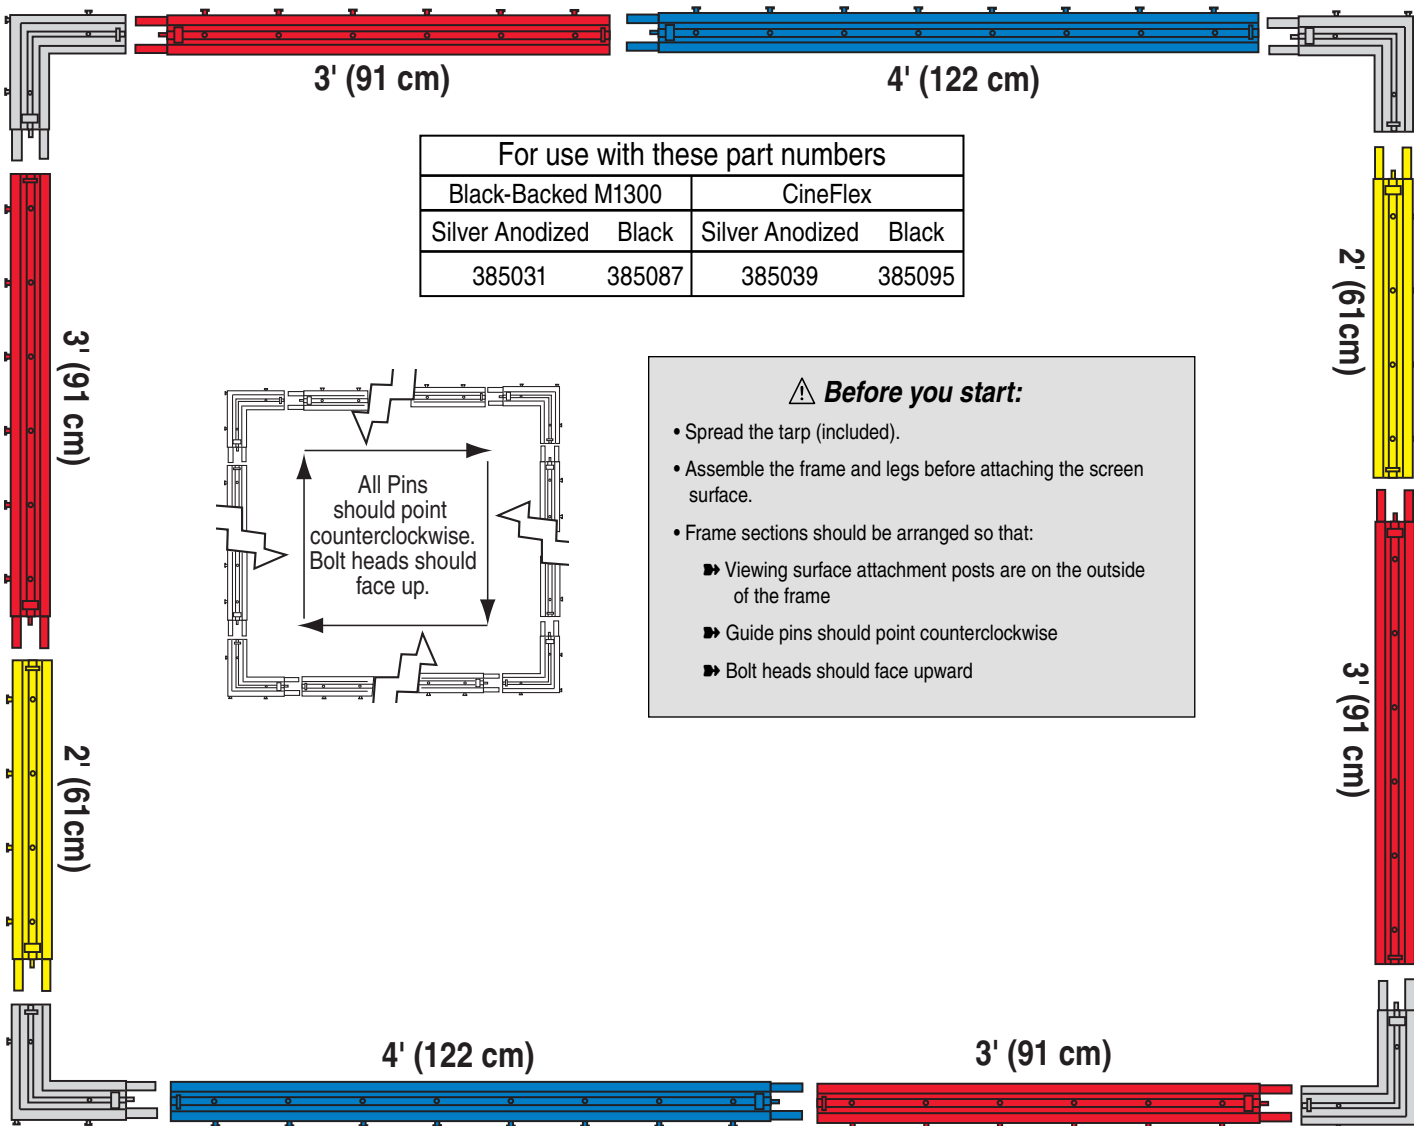 3' (91 cm)
4' (122 cm)
For use with these part numbers
Black-Backed M1300 CineFlex
Silver Anodized Black Silver Anodized Black
385031 385087 385039 385095
2' (61cm)
3' (91 cm)
All Pins
should point
counterclockwise.
Bolt heads should
face up.
⚠ Before you start:
• Spread the tarp (included).
• Assemble the frame and legs before attaching the screen
surface.
• Frame sections should be arranged so that:
➽ Viewing surface attachment posts are on the outside
of the frame
➽ Guide pins should point counterclockwise
➽ Bolt heads should face upward
3' (91 cm)
2' (61cm)
4' (122 cm)
3' (91 cm)